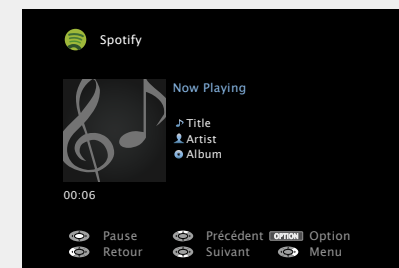 Spotify
Now Playing
Title
Artist
Album
00:06
Pause Précédent OPTION Option
Retour Suivant Menu